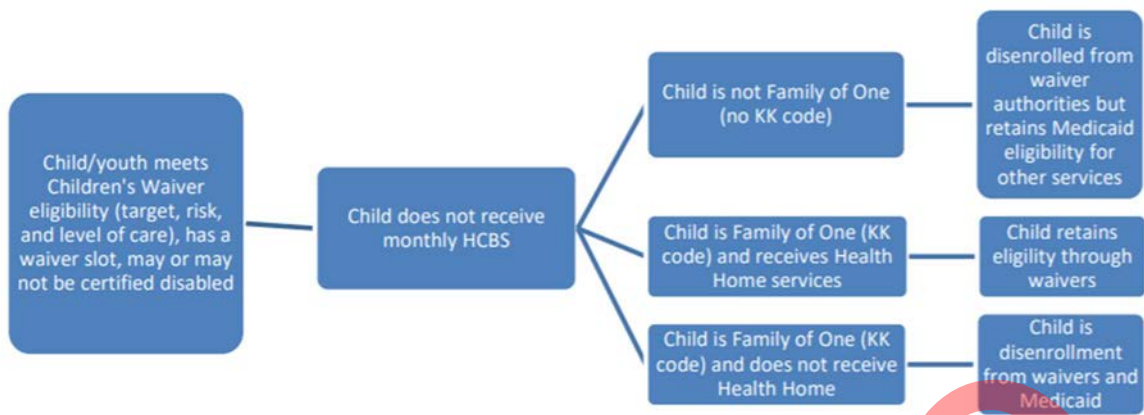 Child/youth meets
Children's Waiver
eligibility (target, risk,
and level of care), has a
waiver slot, may or may
not be certified disabled
Child does not receive
monthly HCBS
Child is not Family of One
(no KK code)
Child is
disenrolled from
waiver
authorities but
retains Medicaid
eligibility for
other services
Child is Family of One (KK
code) and receives Health
Home services
Child retains
eligility through
waivers
Child is Family of One (KK
code) and does not receive
Health Home
Child is
disenrollment
from waivers and
Medicaid